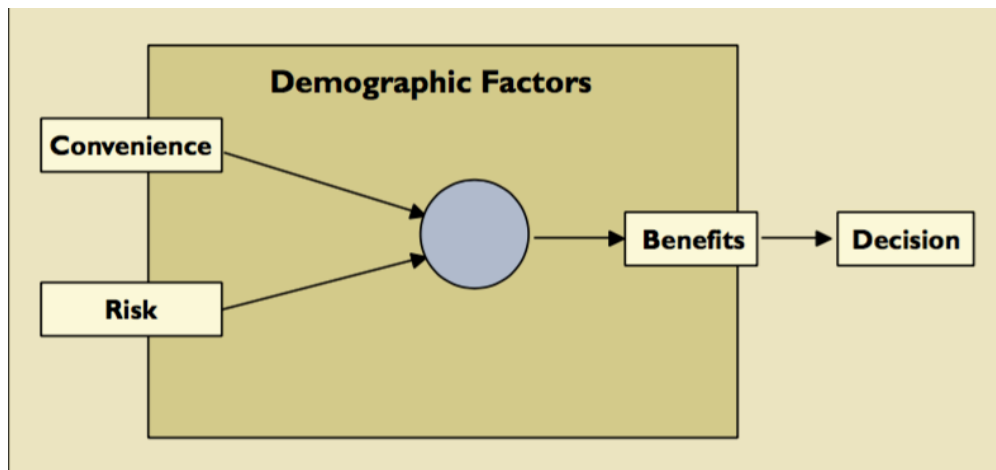 Demographic Factors
Convenience
Risk
Benefits
Decision